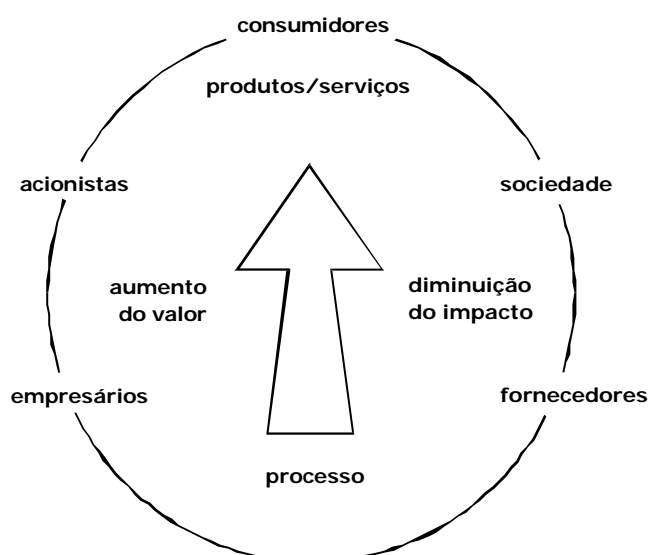 consumidores
produtos/serviços
acionistas
sociedade
aumento
do valor
diminuição
do impacto
empresários
fornecedores
processo